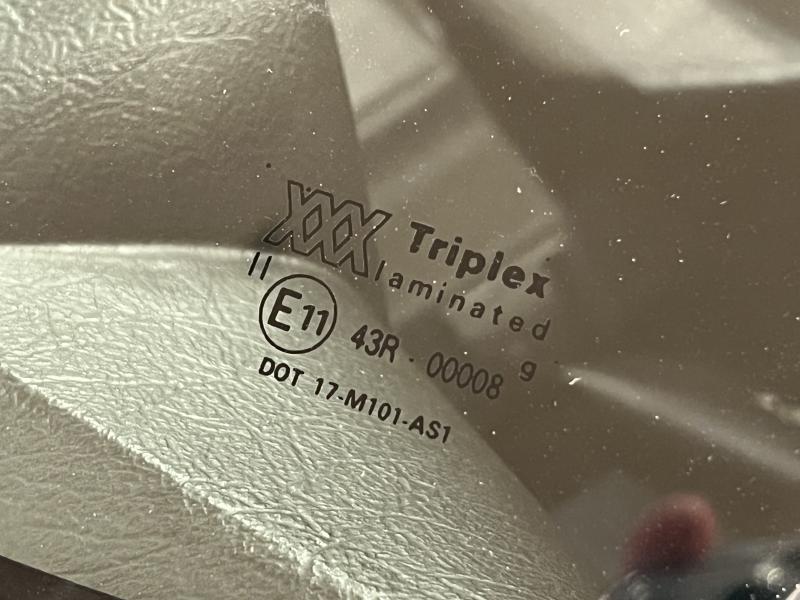 XXX Triplex
laminated
II
E11 43R - 00008 g
DOT 17-M101-AS1